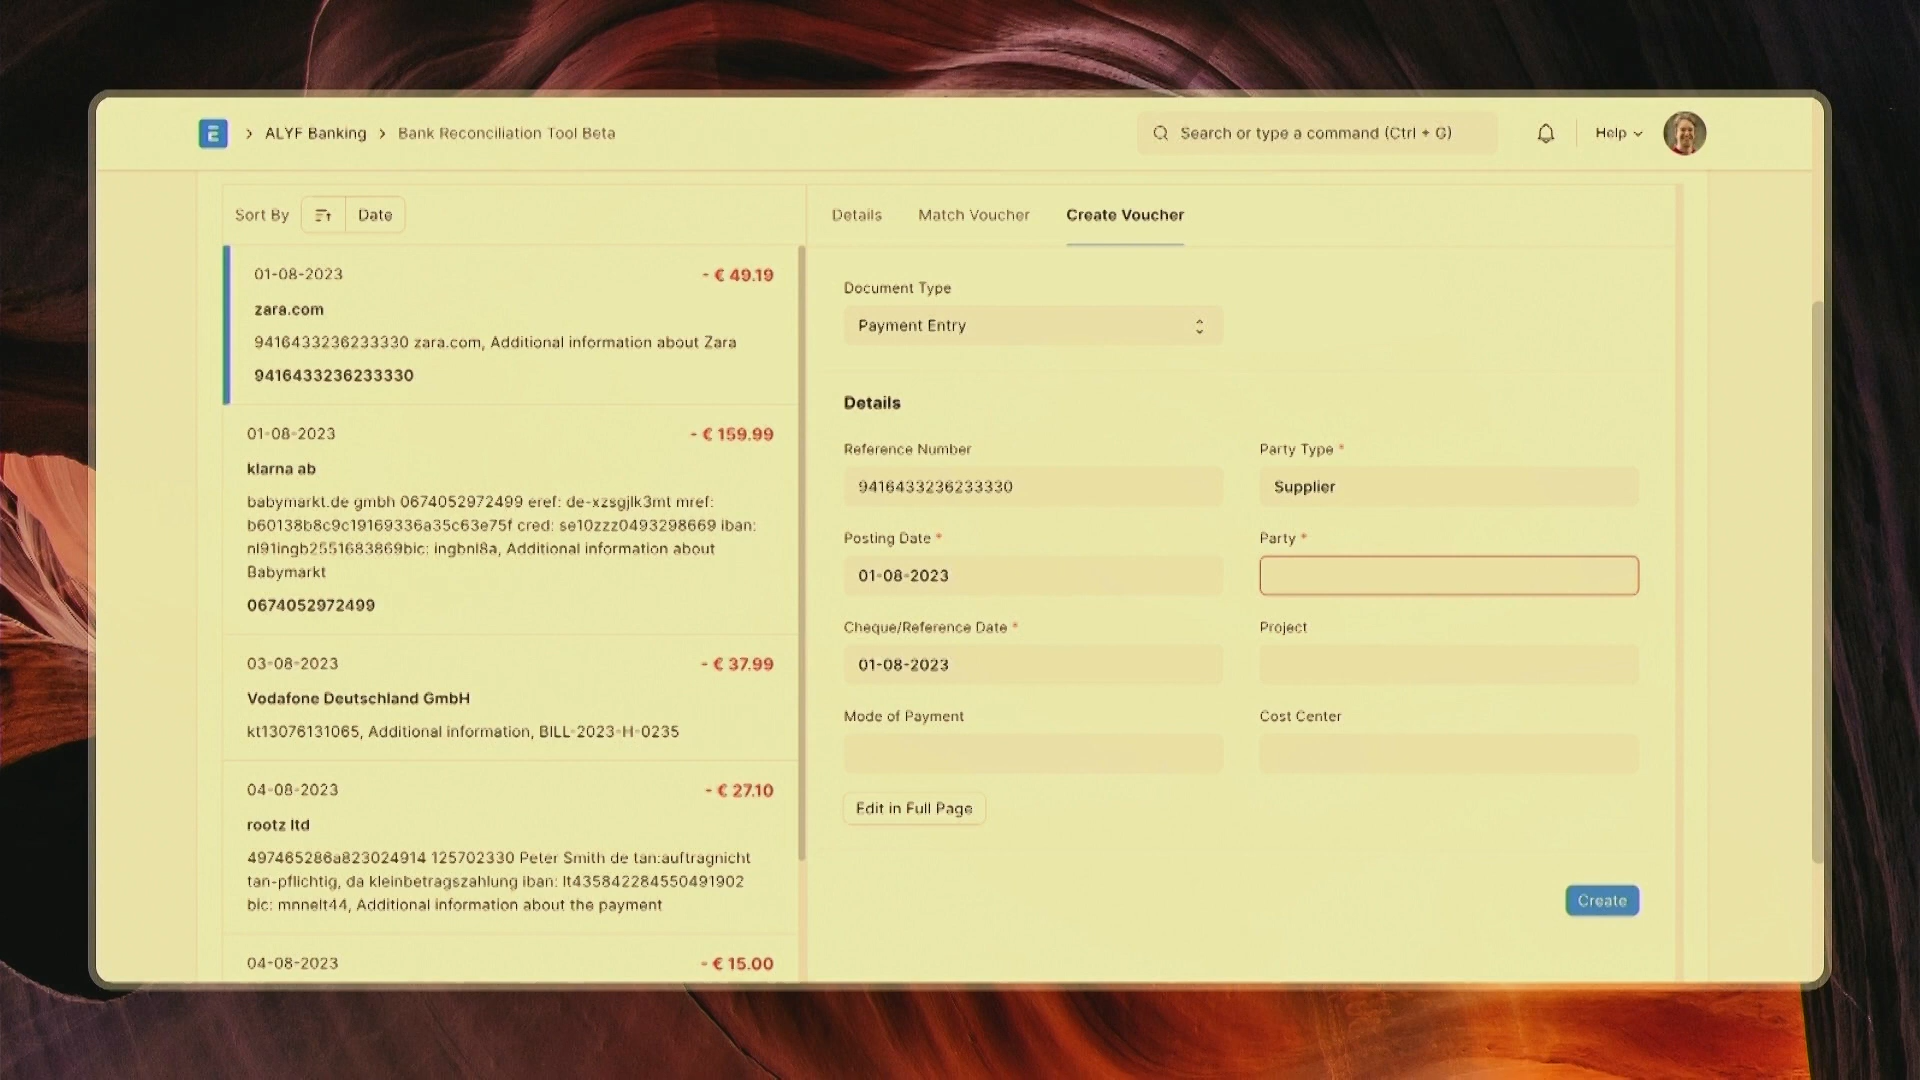 ALYF Banking
Bank Reconciliation Tool Beta
Search or type a command (Ctrl + G)
Help
Sort By
Date
01-08-2023
- € 49.19
zara.com
9416433236233330 zara.com, Additional information about Zara
9416433236233330
01-08-2023
- € 159.99
klarna ab
babymarkt.de gmbh 0674052972499 eref: de-xzsgjlk3mt mref:
b60138b8c9c19169336a35c63e75f cred: se10zzz0493298669 iban:
nl91ingb2551683869bic: ingbnl8a, Additional information about
Babymarkt
0674052972499
03-08-2023
- € 37.99
Vodafone Deutschland GmbH
kt13076131065, Additional information, BILL-2023-H-0235
04-08-2023
- € 27.10
rootz ltd
497465286a823024914 125702330 Peter Smith de tan:auftragnicht
tan-pflichtig, da kleinbetragszahlung iban: lt435842284550491902
bic: mnnelt44, Additional information about the payment
04-08-2023
- € 15.00
Details
Match Voucher
Create Voucher
Document Type
Payment Entry
Details
Reference Number
9416433236233330
Party Type *
Supplier
Posting Date *
01-08-2023
Party *
Cheque/Reference Date *
01-08-2023
Project
Mode of Payment
Cost Center
Edit in Full Page
Create